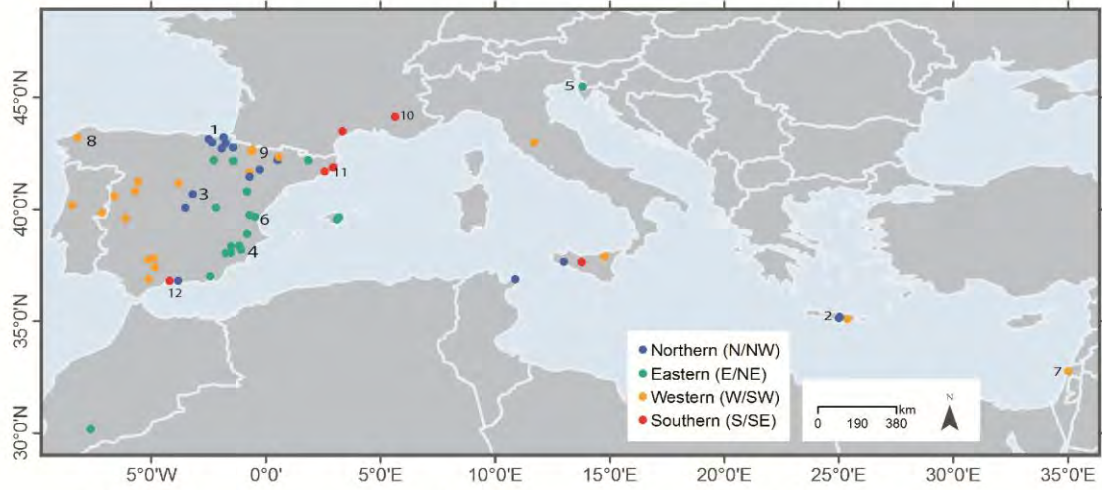 45°0'N
40°0'N
35°0'N
30°0'N
5
10
1
8
9
11
3
6
4
12
2
7
Northern (N/NW)
Eastern (E/NE)
Western (W/SW)
Southern (S/SE)
N
km
0 190 380
5°0'W 0°0' 5°0'E 10°0'E 15°0'E 20°0'E 25°0'E 30°0'E 35°0'E